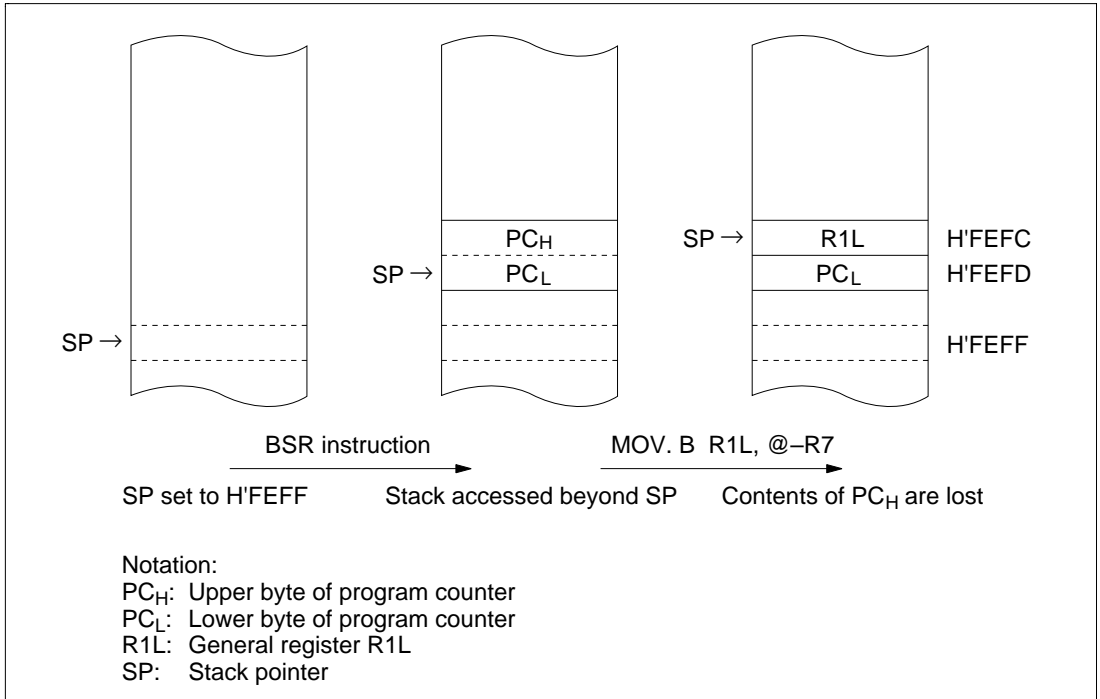 PCH
SP → R1L H'FEFC
SP → PCL PCL H'FEFD
SP → H'FEFF
BSR instruction MOV. B R1L, @–R7
SP set to H'FEFF Stack accessed beyond SP Contents of PCH are lost
Notation:
PCH: Upper byte of program counter
PCL: Lower byte of program counter
R1L: General register R1L
SP: Stack pointer